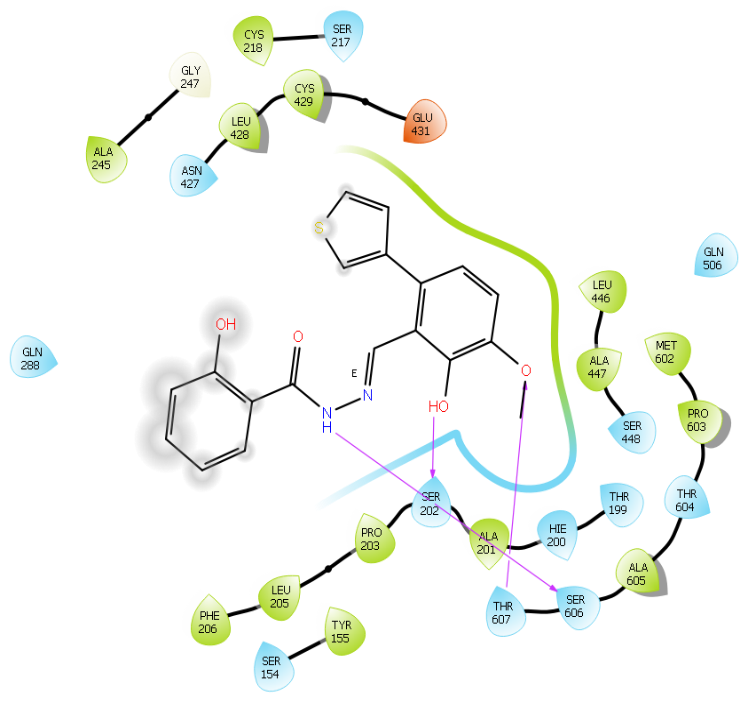 CYS
218
SER
217
GLY
247
CYS
429
LEU
428
GLU
431
ALA
245
ASN
427
S
GLN
506
LEU
446
OH
O
MET
602
GLN
288
E
O
ALA
447
N
HO
PRO
603
N
H
SER
448
SER
202
THR
199
THR
604
PRO
203
ALA
201
HIE
200
ALA
605
LEU
205
THR
607
SER
606
PHE
206
TYR
155
SER
154